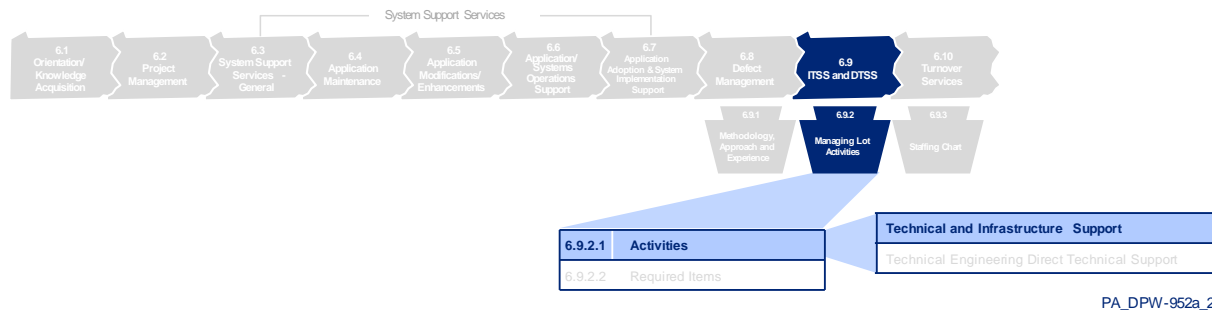 System Support Services
6.1
Orientation/
Knowledge
Acquisition
6.2
Project
Management
6.3
System Support
Services -
General
6.4
Application
Maintenance
6.5
Application
Modifications/
Enhancements
6.6
Application/
Systems
Operations
Support
6.7
Application
Adoption & System
Implementation
Support
6.8
Defect
Management
6.9
ITSS and DTSS
6.10
Turnover
Services
6.9.1
Methodology,
Approach and
Experience
6.9.2
Managing Lot
Activities
6.9.3
Staffing Chart
6.9.2.1 Activities
6.9.2.2 Required Items
Technical and Infrastructure Support
Technical Engineering Direct Technical Support
PA_DPW-952a_2